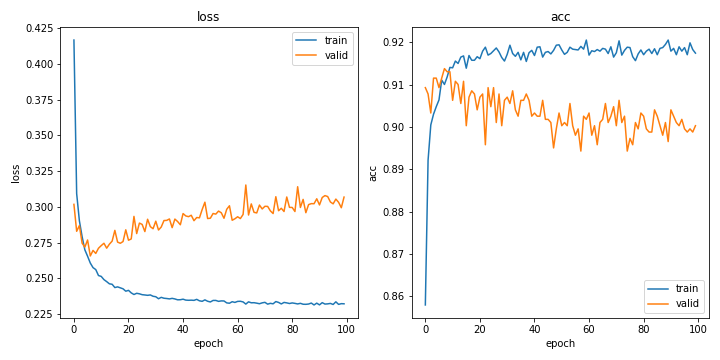 loss
0.425
0.400
0.375
0.350
0.325
0.300
0.275
0.250
0.225
loss
0 20 40 60 80 100
epoch
train
valid
acc
0.92
0.91
0.90
0.89
0.88
0.87
0.86
acc
0 20 40 60 80 100
epoch
train
valid